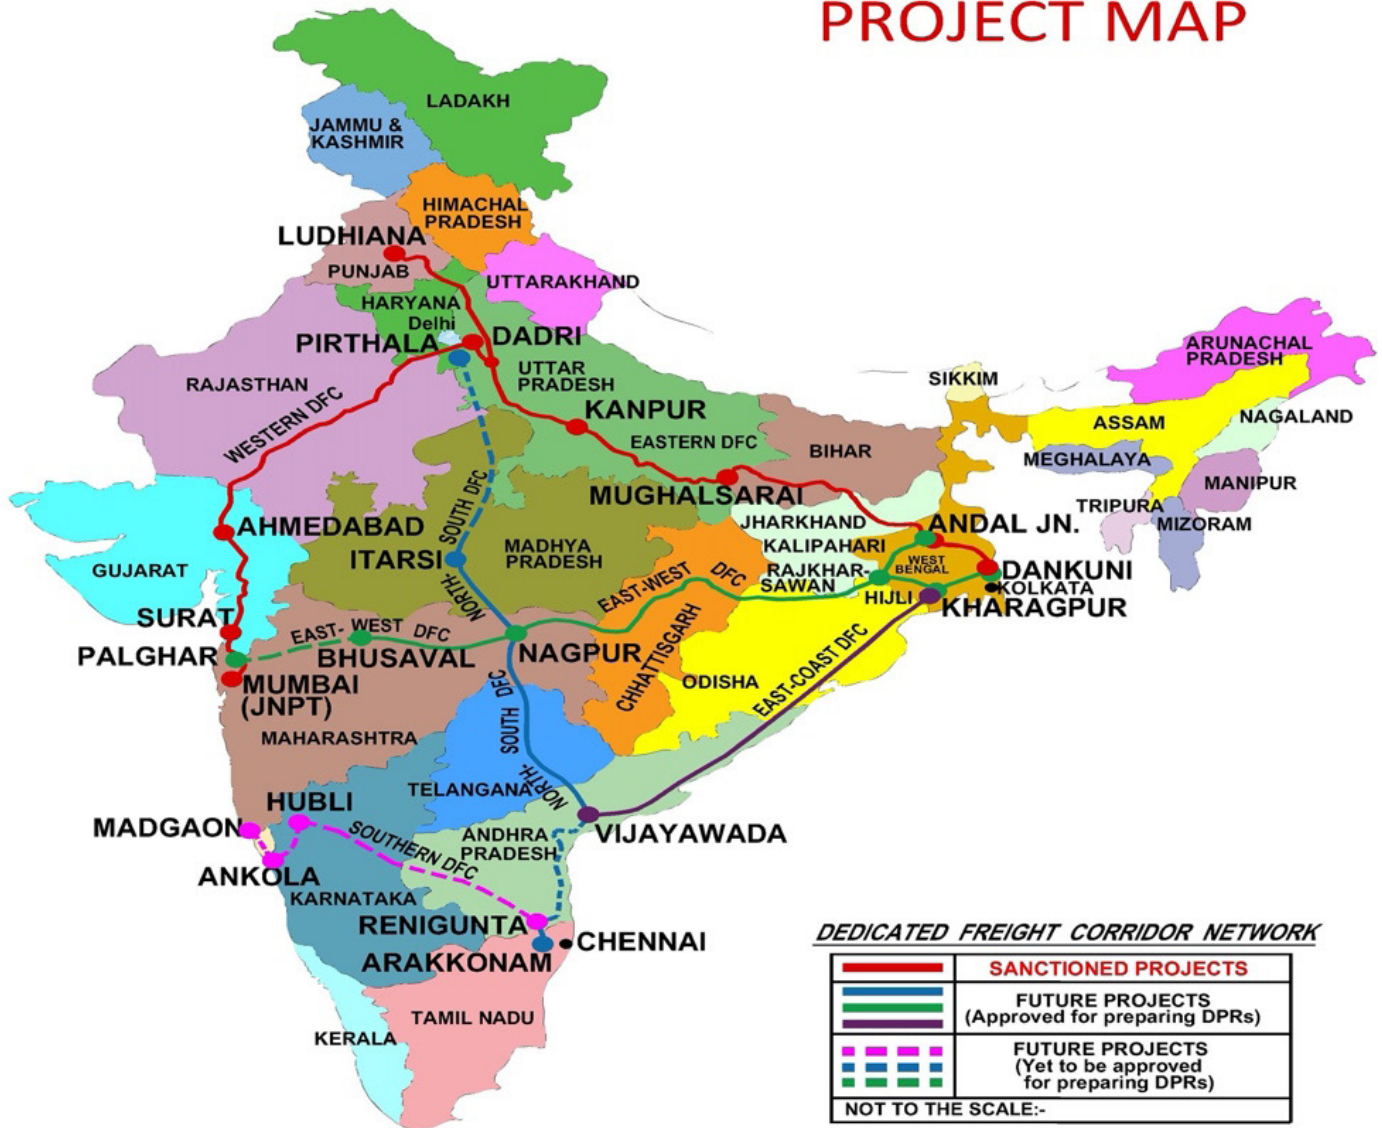 PROJECT MAP
LADAKH
JAMMU &
KASHMIR
HIMACHAL
PRADESH
LUDHIANA
PUNJAB
UTTARAKHAND
HARYANA
Delhi
PIRTHALA
DADRI
UTTAR
PRADESH
RAJASTHAN
WESTERN DFC
KANPUR
EASTERN DFC
BIHAR
SIKKIM
ARUNACHAL
PRADESH
ASSAM
NAGALAND
MEGHALAYA
MANIPUR
TRIPURA
MIZORAM
MUGHALSARAI
AHMEDABAD
ITARSI
NORTH-
SOUTH DFC
MADHYA
PRADESH
JHARKHAND
KALIPAHARI
RAJKHAR-
SAWAN
ANDAL JN.
WEST
BENGAL
DANKUNI
KOLKATA
HIJLI
KHARAGPUR
GUJARAT
SURAT
PALGHAR
EAST- WEST DFC
BHUSAVAL
NAGPUR
EAST-WEST DFC
CHHATTISGARH
ODISHA
EAST-COAST DFC
MUMBAI
(JNPT)
MAHARASHTRA
NORTH-
SOUTH DFC
TELANGANA
HUBLI
MADGAON
ANKOLA
SOUTHERN DFC
ANDHRA
PRADESH
VIJAYAWADA
KARNATAKA
RENIGUNTA
CHENNAI
ARAKKONAM
TAMIL NADU
KERALA
DEDICATED FREIGHT CORRIDOR NETWORK
SANCTIONED PROJECTS
FUTURE PROJECTS
(Approved for preparing DPRs)
FUTURE PROJECTS
(Yet to be approved
for preparing DPRs)
NOT TO THE SCALE:-